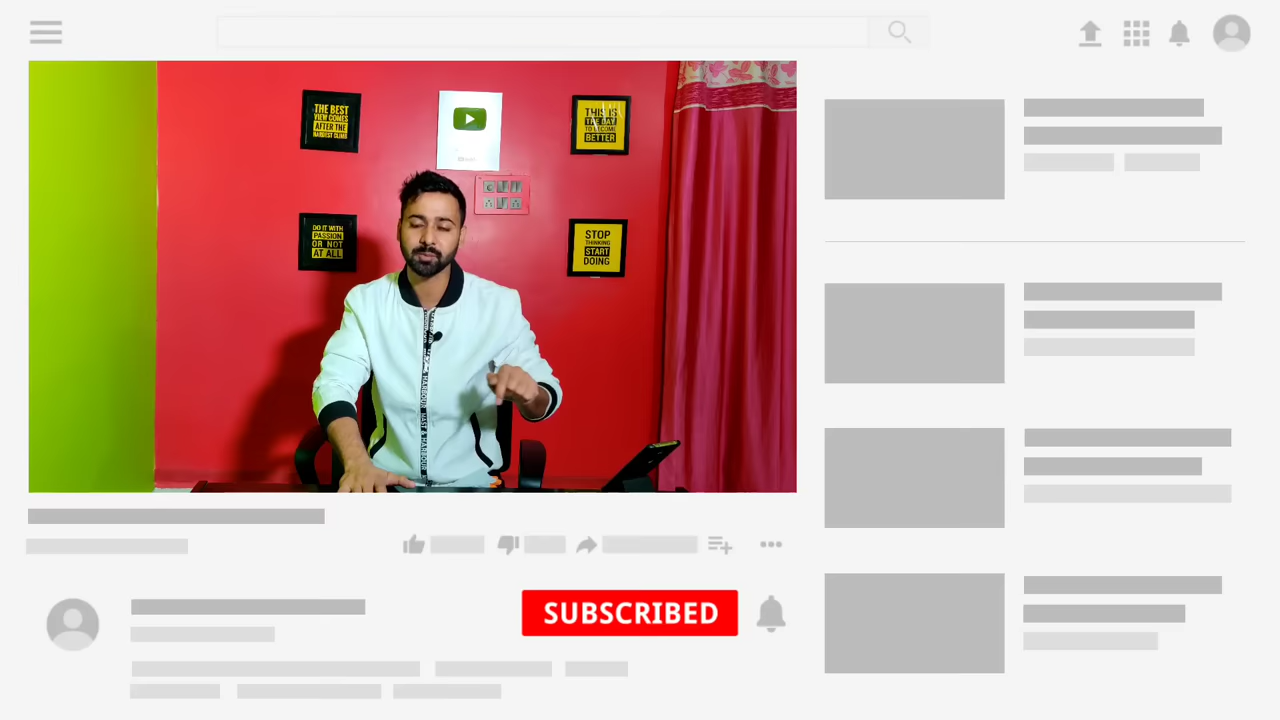 THE BEST
VIEW COMES
AFTER THE
HARDEST CLIMB
THIS IS
THE DAY
TO BECOME
BETTER
DO IT WITH
PASSION
OR NOT
AT ALL
STOP
THINKING
START
DOING
SUBSCRIBED